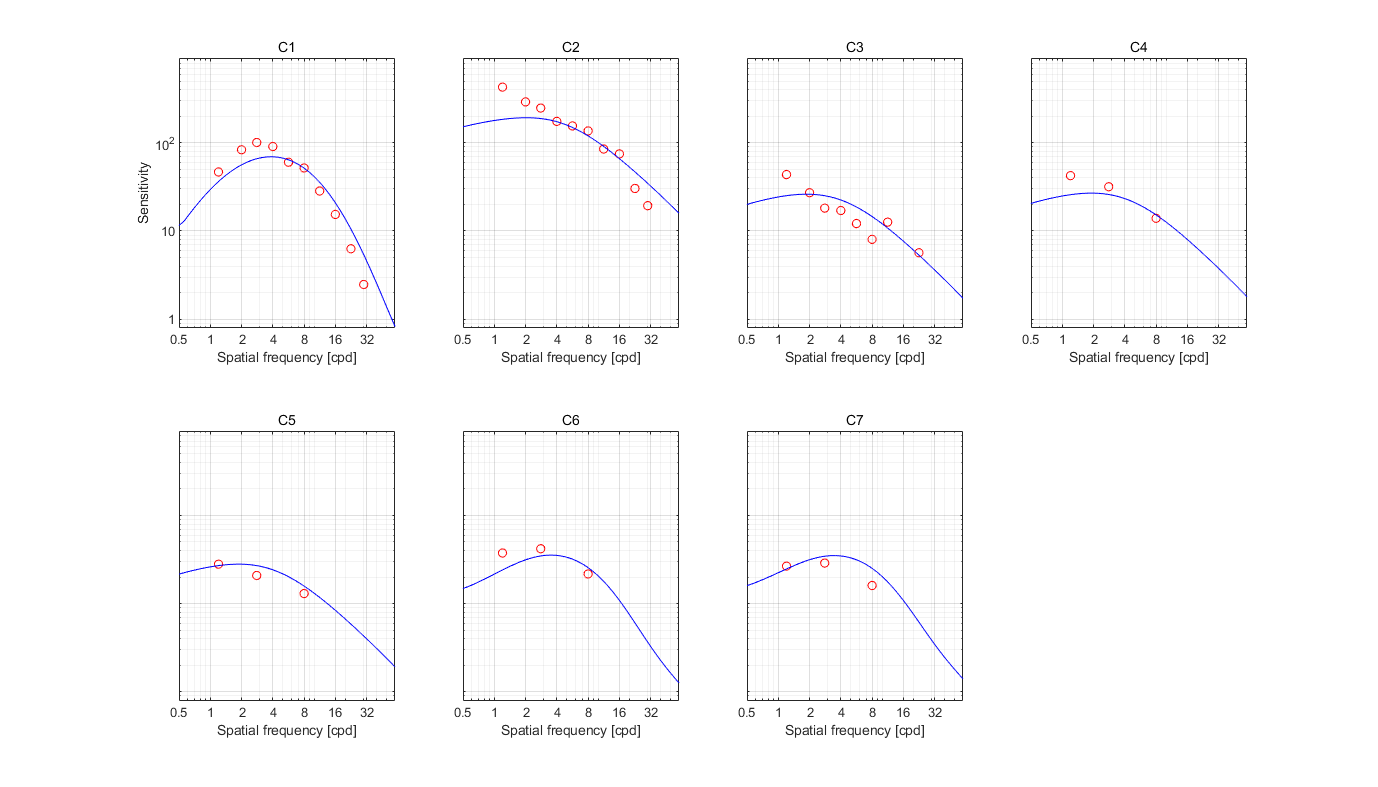 C1 C2 C3 C4
10²
10
1
Sensitivity
0.5 1 2 4 8 16 32 0.5 1 2 4 8 16 32 0.5 1 2 4 8 16 32 0.5 1 2 4 8 16 32
Spatial frequency [cpd] Spatial frequency [cpd] Spatial frequency [cpd] Spatial frequency [cpd]
C5 C6 C7
0.5 1 2 4 8 16 32 0.5 1 2 4 8 16 32 0.5 1 2 4 8 16 32
Spatial frequency [cpd] Spatial frequency [cpd] Spatial frequency [cpd]